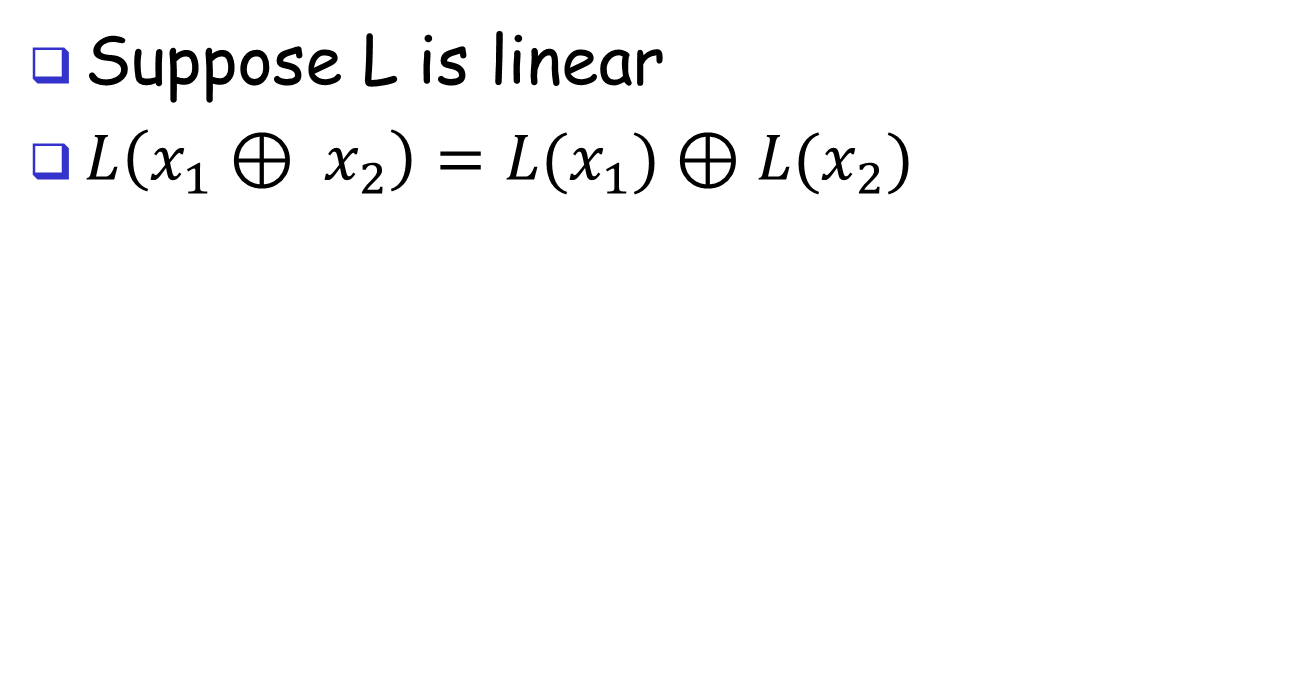 ❑ Suppose L is linear
❑ L(x₁ ⊕ x₂) = L(x₁) ⊕ L(x₂)